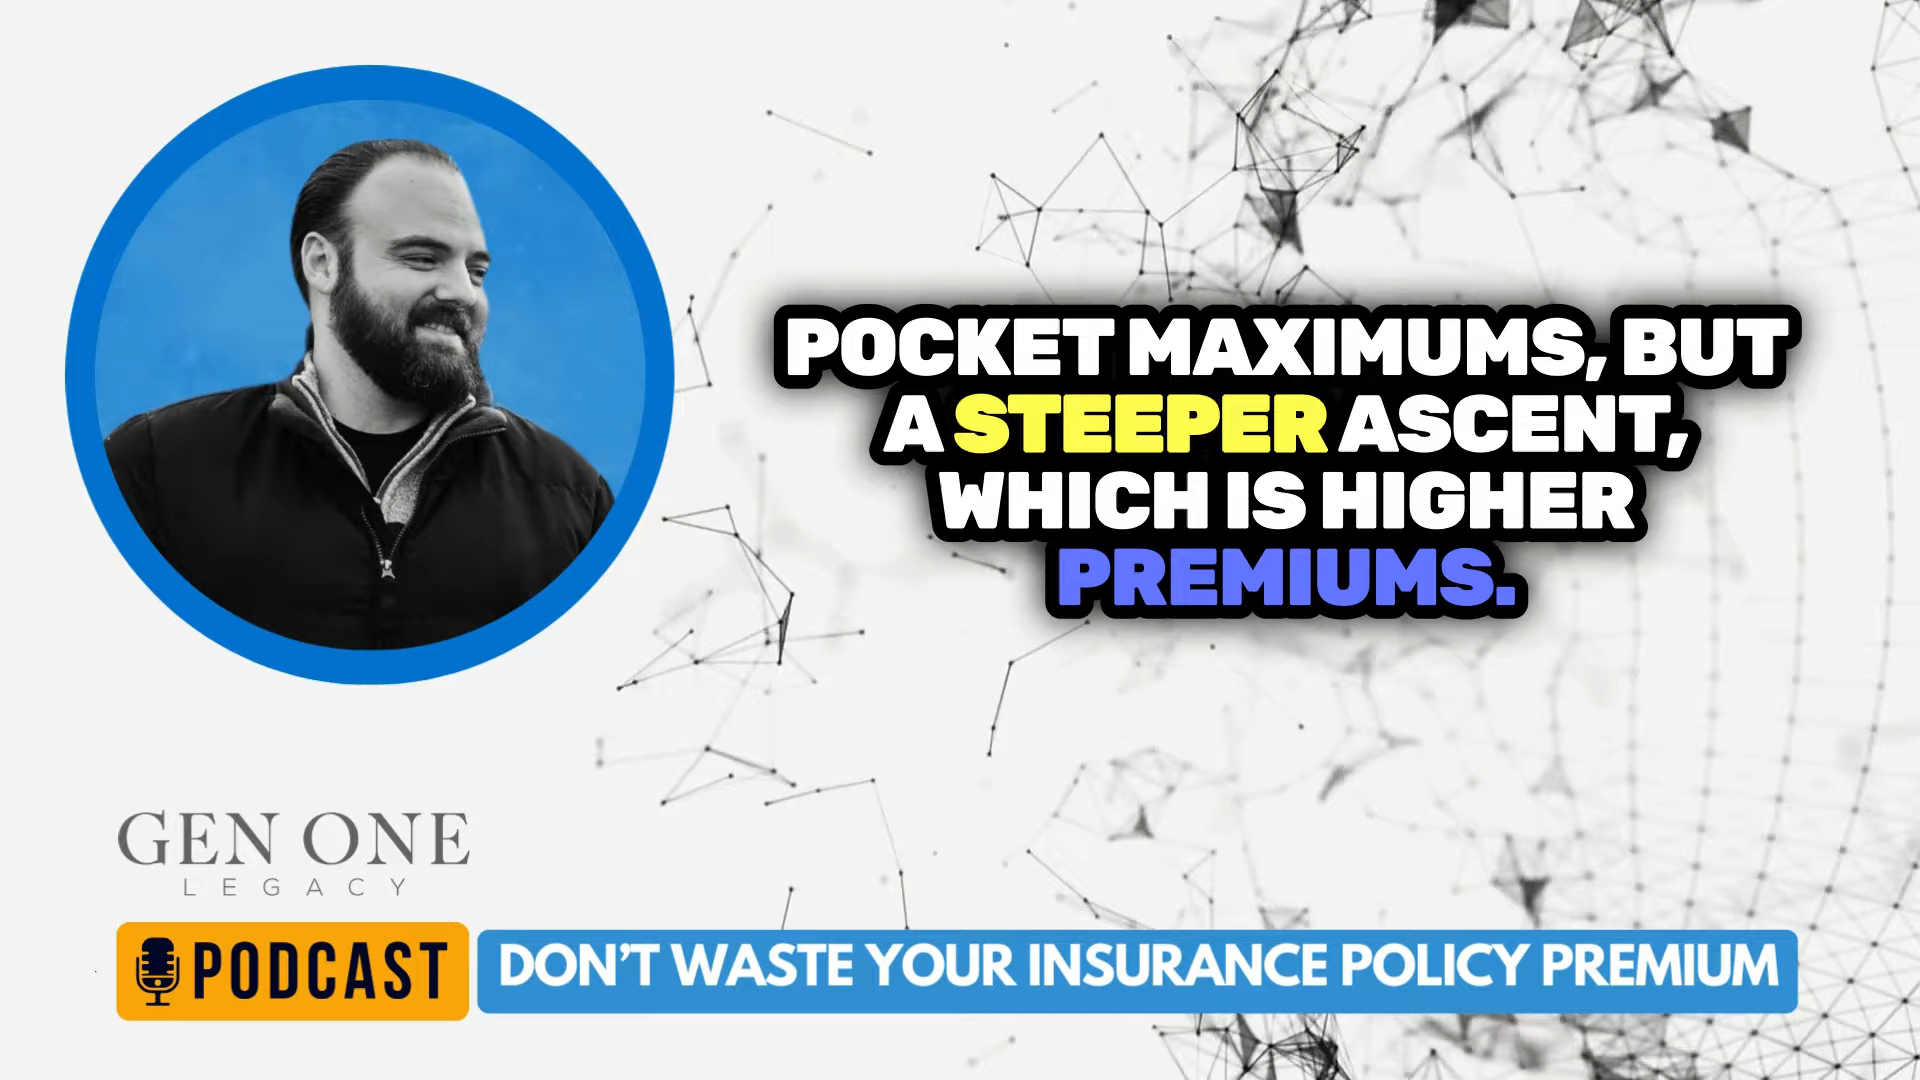 POCKET MAXIMUMS, BUT
A STEEPER ASCENT,
WHICH IS HIGHER
PREMIUMS.
GEN ONE
LEGACY
PODCAST
DON'T WASTE YOUR INSURANCE POLICY PREMIUM